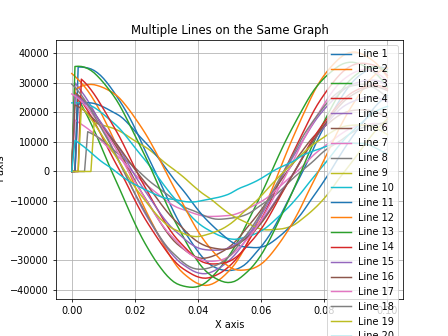 Multiple Lines on the Same Graph
40000
30000
20000
10000
0
−10000
−20000
−30000
−40000
0.00
0.02
0.04
0.06
0.08
X axis
Line 1
Line 2
Line 3
Line 4
Line 5
Line 6
Line 7
Line 8
Line 9
Line 10
Line 11
Line 12
Line 13
Line 14
Line 15
Line 16
Line 17
Line 18
Line 19